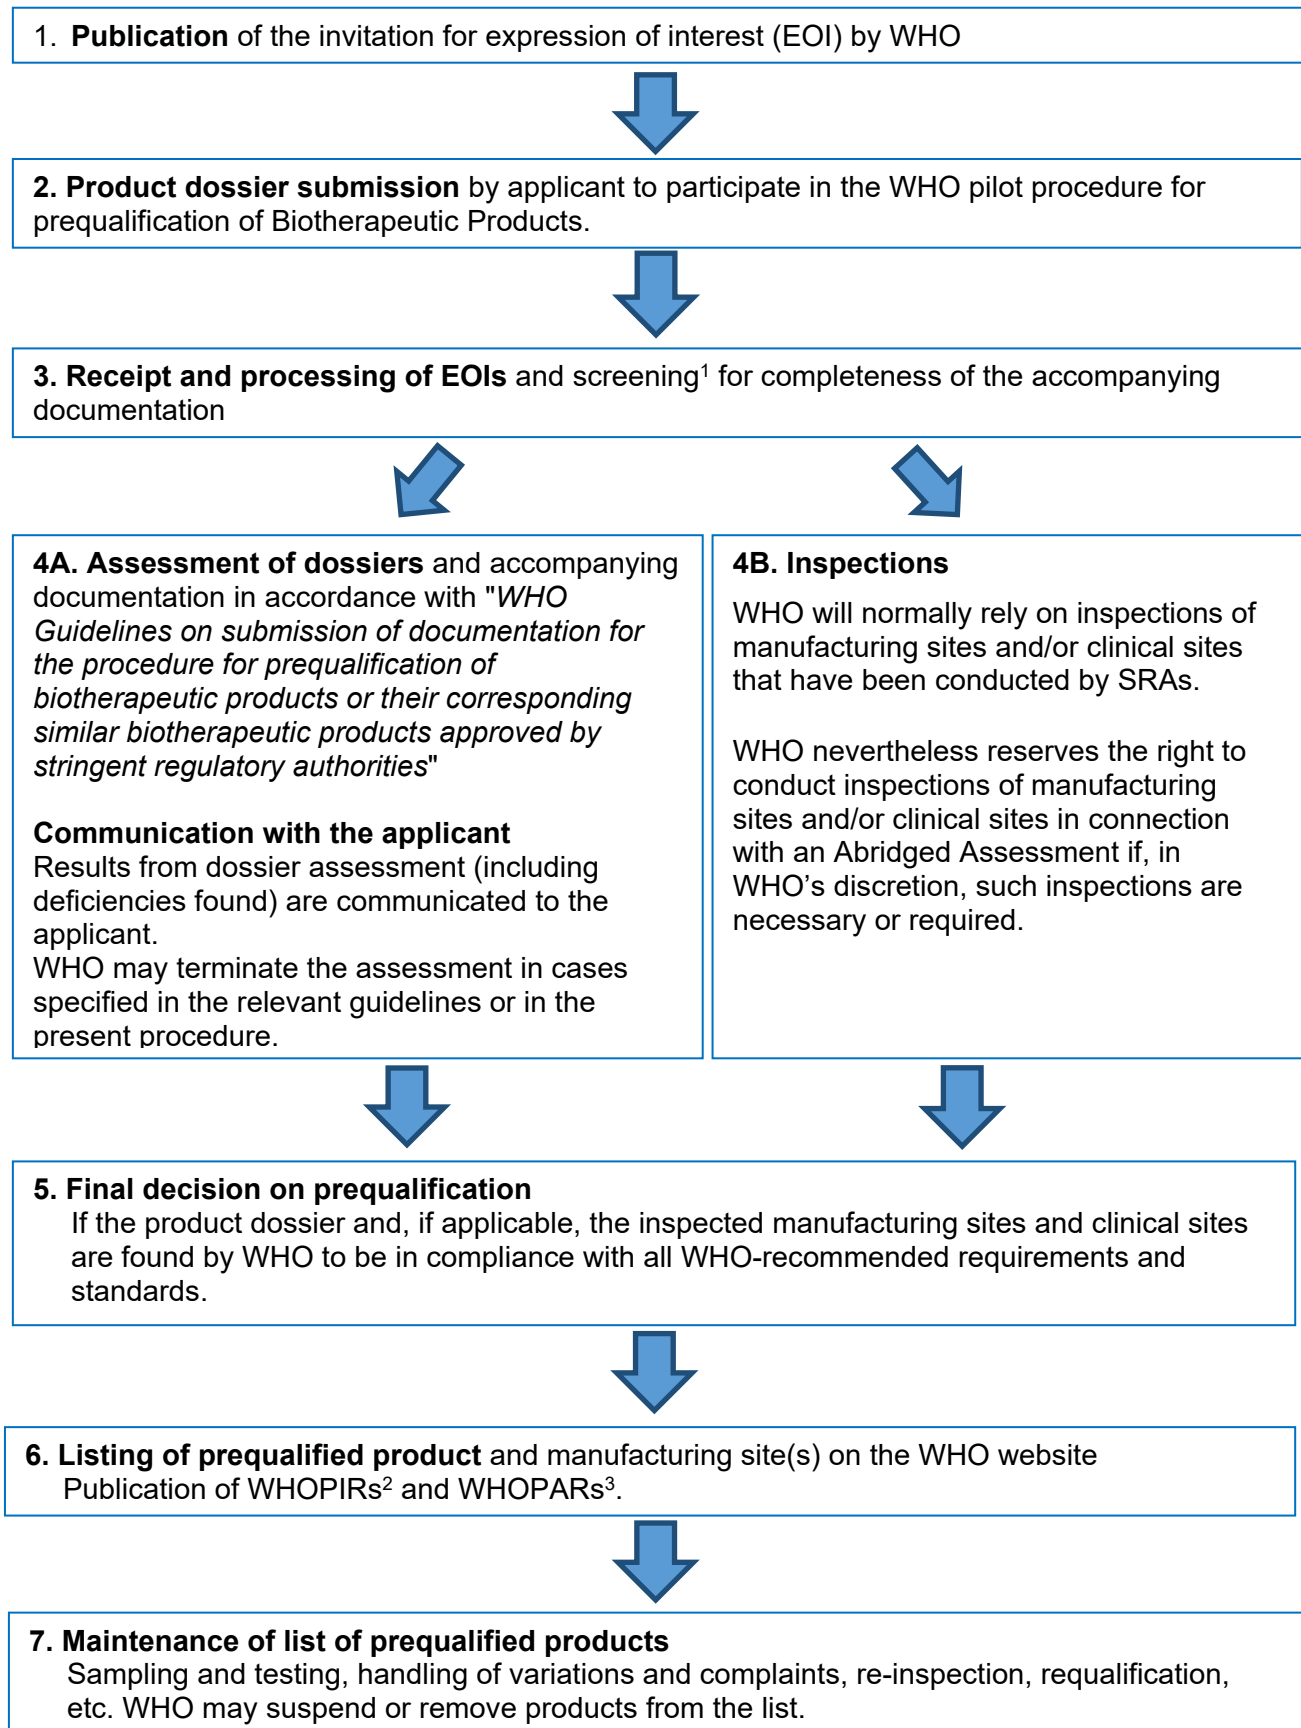 1. Publication of the invitation for expression of interest (EOI) by WHO
2. Product dossier submission by applicant to participate in the WHO pilot procedure for
prequalification of Biotherapeutic Products.
3. Receipt and processing of EOIs and screening¹ for completeness of the accompanying
documentation
4A. Assessment of dossiers and accompanying
documentation in accordance with "WHO
Guidelines on submission of documentation for
the procedure for prequalification of
biotherapeutic products or their corresponding
similar biotherapeutic products approved by
stringent regulatory authorities"
Communication with the applicant
Results from dossier assessment (including
deficiencies found) are communicated to the
applicant.
WHO may terminate the assessment in cases
specified in the relevant guidelines or in the
present procedure.
4B. Inspections
WHO will normally rely on inspections of
manufacturing sites and/or clinical sites
that have been conducted by SRAs.
WHO nevertheless reserves the right to
conduct inspections of manufacturing
sites and/or clinical sites in connection
with an Abridged Assessment if, in
WHO’s discretion, such inspections are
necessary or required.
5. Final decision on prequalification
If the product dossier and, if applicable, the inspected manufacturing sites and clinical sites
are found by WHO to be in compliance with all WHO-recommended requirements and
standards.
6. Listing of prequalified product and manufacturing site(s) on the WHO website
Publication of WHOPIRs² and WHOPARs³.
7. Maintenance of list of prequalified products
Sampling and testing, handling of variations and complaints, re-inspection, requalification,
etc. WHO may suspend or remove products from the list.